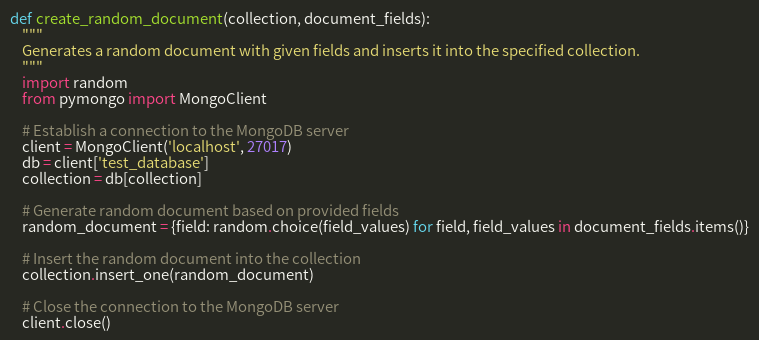 def create_random_document(collection, document_fields):
"""
Generates a random document with given fields and inserts it into the specified collection.
"""
import random
from pymongo import MongoClient
# Establish a connection to the MongoDB server
client = MongoClient('localhost', 27017)
db = client['test_database']
collection = db[collection]
# Generate random document based on provided fields
random_document = {field: random.choice(field_values) for field, field_values in document_fields.items()}
# Insert the random document into the collection
collection.insert_one(random_document)
# Close the connection to the MongoDB server
client.close()